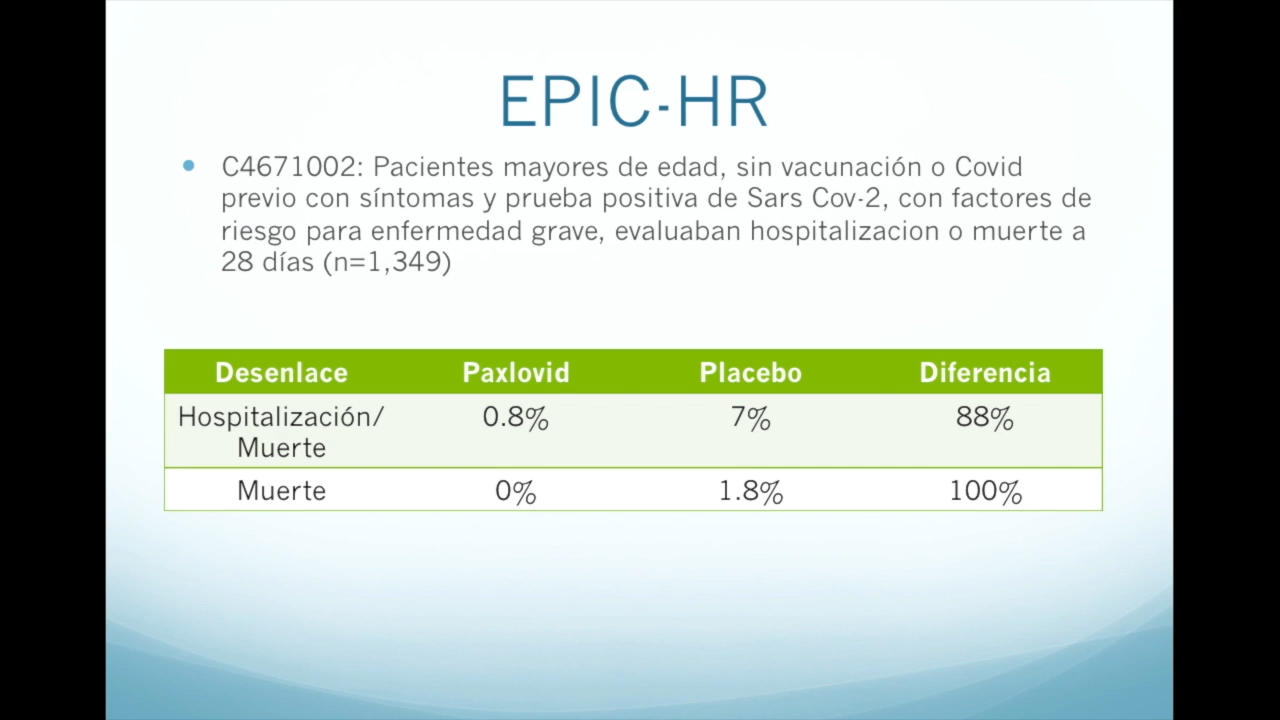 EPIC-HR
• C4671002: Pacientes mayores de edad, sin vacunación o Covid
previo con síntomas y prueba positiva de Sars Cov-2, con factores de
riesgo para enfermedad grave, evaluaban hospitalizacion o muerte a
28 días (n=1,349)
Desenlace Paxlovid Placebo Diferencia
Hospitalización/ 0.8% 7% 88%
Muerte
Muerte 0% 1.8% 100%